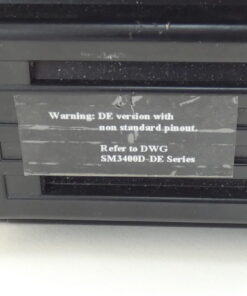 Warning: DE version with
non standard pinout.
Refer to DWG
SM3400D-DE Series